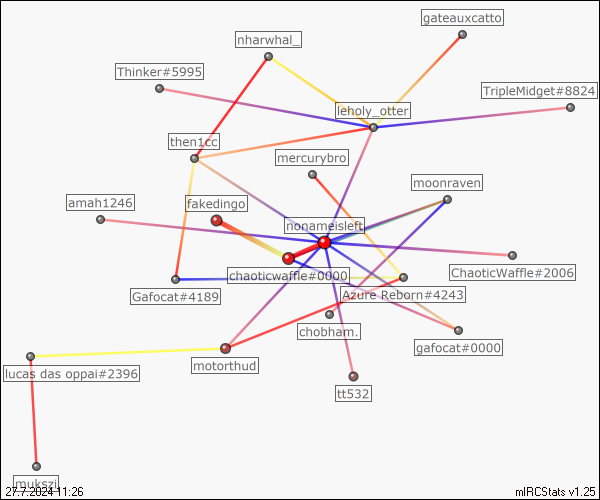 gateauxcatto
nharwhal_
Thinker#5995
TripleMidget#8824
leholy_otter
then1cc
mercurybro
moonraven
amah1246
fakedingo
nonameisleft
chaoticwaffle#0000
ChaoticWaffle#2006
Gafocat#4189
Azure Reborn#4243
chobham.
gafocat#0000
motorthud
lucas das oppai#2396
tt532
mukszi
27.7.2024 11:26
mIRCStats v1.25